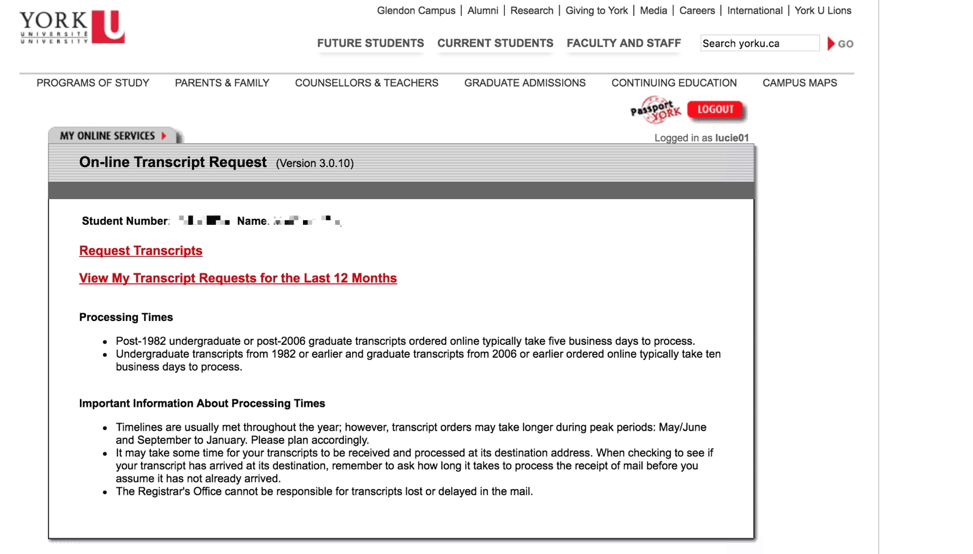 YORK U
UNIVERSITÉ
UNIVERSITY
Glendon Campus | Alumni | Research | Giving to York | Media | Careers | International | York U Lions
FUTURE STUDENTS CURRENT STUDENTS FACULTY AND STAFF Search yorku.ca GO
PROGRAMS OF STUDY PARENTS & FAMILY COUNSELLORS & TEACHERS GRADUATE ADMISSIONS CONTINUING EDUCATION CAMPUS MAPS
Passport YORK LOGOUT
MY ONLINE SERVICES Logged in as lucie01
On-line Transcript Request (Version 3.0.10)
Student Number: Name:
Request Transcripts
View My Transcript Requests for the Last 12 Months
Processing Times
• Post-1982 undergraduate or post-2006 graduate transcripts ordered online typically take five business days to process.
• Undergraduate transcripts from 1982 or earlier and graduate transcripts from 2006 or earlier ordered online typically take ten
business days to process.
Important Information About Processing Times
• Timelines are usually met throughout the year; however, transcript orders may take longer during peak periods: May/June
and September to January. Please plan accordingly.
• It may take some time for your transcripts to be received and processed at its destination address. When checking to see if
your transcript has arrived at its destination, remember to ask how long it takes to process the receipt of mail before you
assume it has not already arrived.
• The Registrar's Office cannot be responsible for transcripts lost or delayed in the mail.